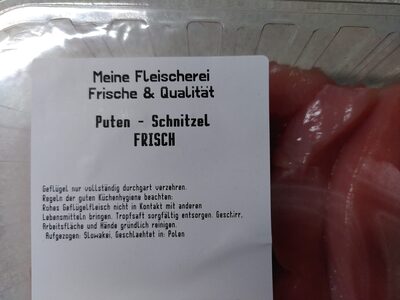 Meine Fleischerei
Frische & Qualität
Puten - Schnitzel
FRISCH
Geflügel nur vollständig durchgart verzehren.
Regeln der guten Küchenhygiene beachten:
Rohes Geflügelfleisch nicht in Kontakt mit anderen
Lebensmitteln bringen. Tropfsaft sorgfältig entsorgen. Geschirr,
Arbeitsfläche und Hände gründlich reinigen.
Aufgezogen: Slowakei, Geschlachtet in: Polen